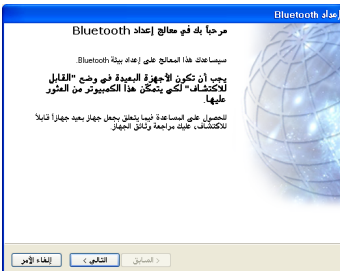 إعداد Bluetooth
مرحباً بك في معالج إعداد Bluetooth
سيساعدك هذا المعالج على إعداد بيئة Bluetooth.
يجب أن تكون الأجهزة البعيدة في وضع "القابل
للاكتشاف" لكي يتمكّن هذا الكمبيوتر من العثور
عليها.
للحصول على المساعدة فيما يتعلق بجعل جهاز بعيد جهازاً قابلاً
للاكتشاف، عليك مراجعة وثائق الجهاز.
< السابق
التالي >
إلغاء الأمر